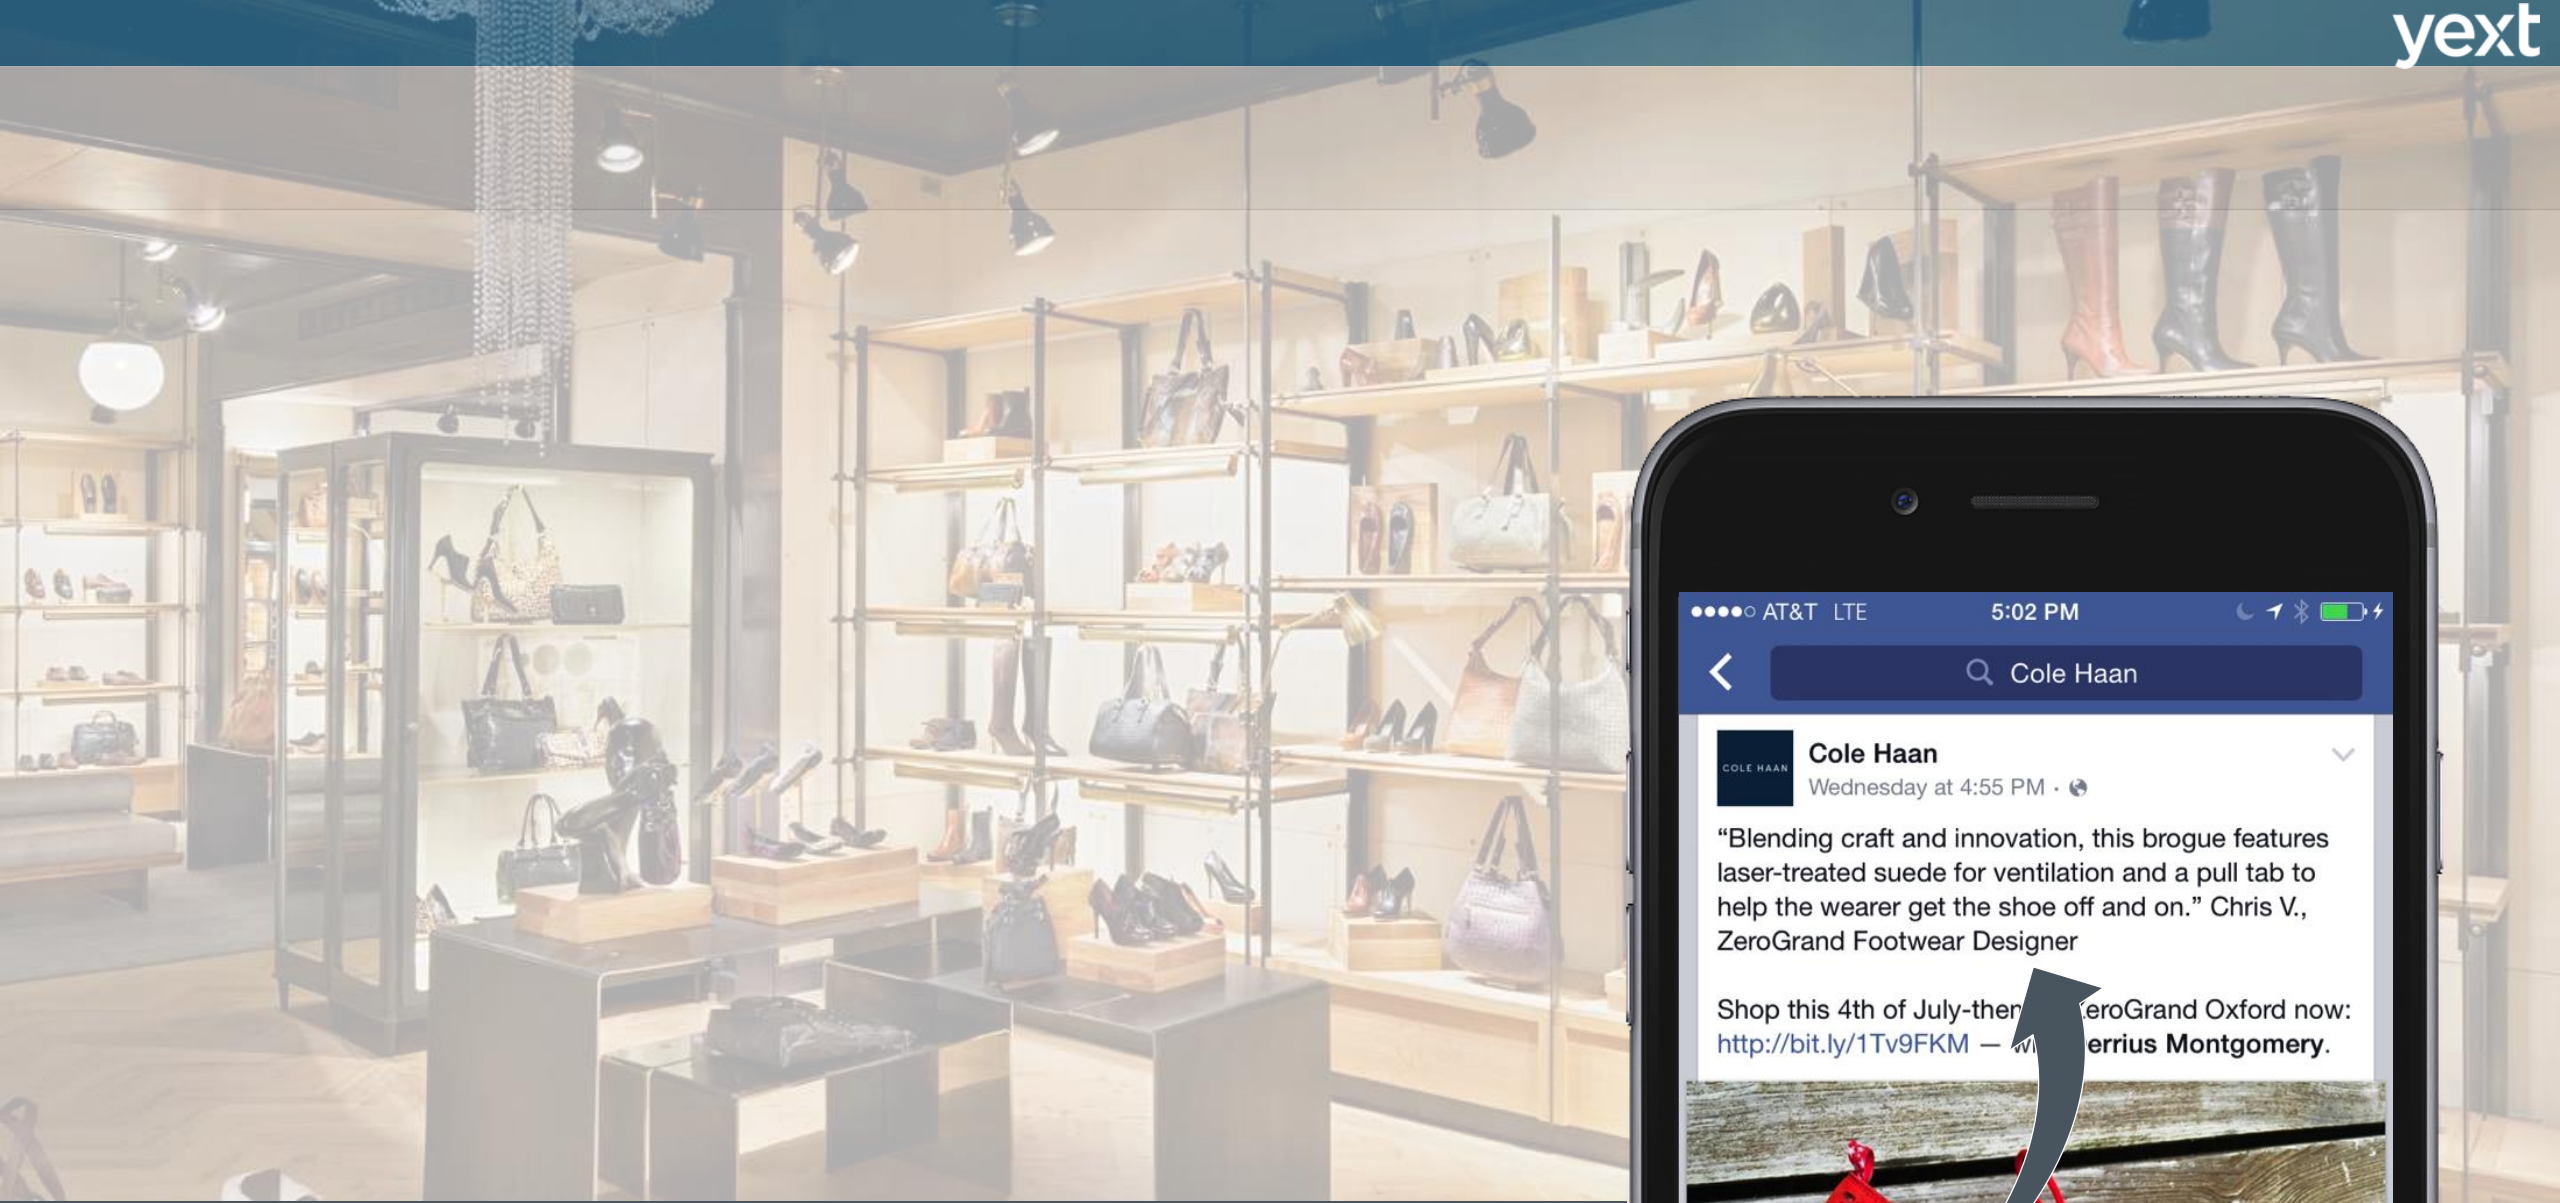 yext
AT&T LTE
5:02 PM
Cole Haan
COLE HAAN
Cole Haan
Wednesday at 4:55 PM ·
“Blending craft and innovation, this brogue features
laser-treated suede for ventilation and a pull tab to
help the wearer get the shoe off and on.” Chris V.,
ZeroGrand Footwear Designer
Shop this 4th of July- Oxford now:
http://bit.ly/1Tv9FKM — Montgomery.